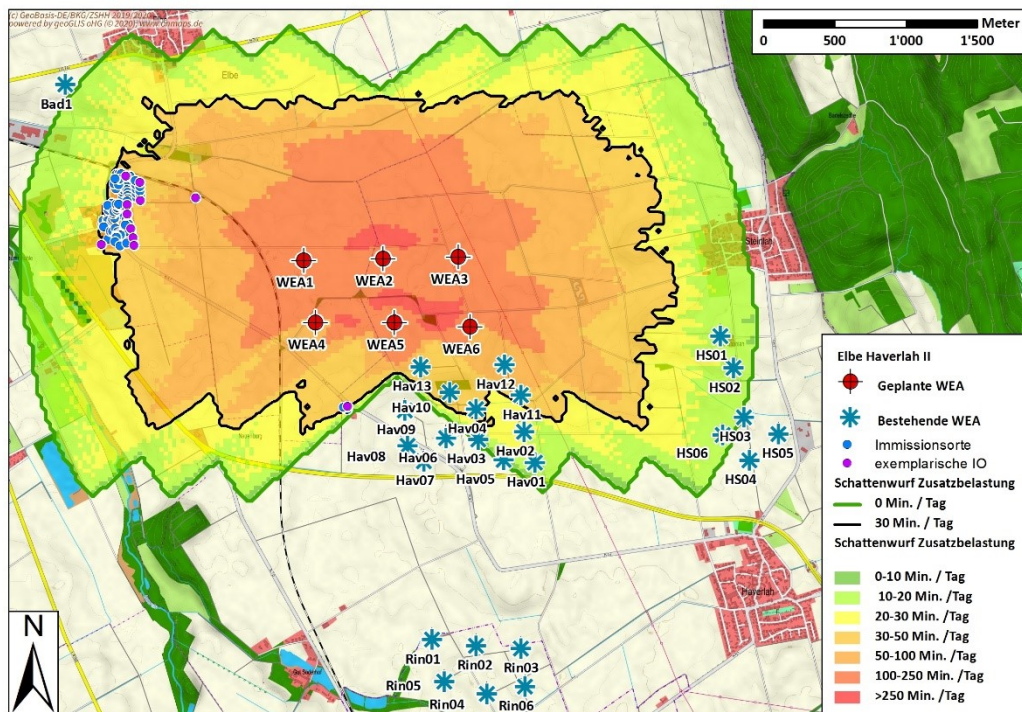 (c) GeoBasis-DE/BKG/ZSHH 2019/2020
powered by geoGLIS oHG (© 2020), www.onmaps.de
Meter
0 500 1'000 1'500
Elbe
Bad1
Steinlah
WEA1
WEA2
WEA3
WEA4
WEA5
WEA6
HS01
HS02
HS03
HS06
HS05
HS04
Hav13
Hav12
Hav10
Hav11
Hav09
Hav04
Hav08
Hav06
Hav03
Hav02
Hav07
Hav05
Hav01
Haverlah
Rin01
Rin02
Rin03
Rin05
Rin04
Rin06
N
Elbe Haverlah II
Geplante WEA
Bestehende WEA
Immissionsorte
exemplarische IO
Schattenwurf Zusatzbelastung
0 Min. /Tag
30 Min. / Tag
Schattenwurf Zusatzbelastung
0-10 Min. / Tag
10-20 Min. /Tag
20-30 Min. /Tag
30-50 Min. /Tag
50-100 Min. /Tag
100-250 Min. /Tag
>250 Min. /Tag